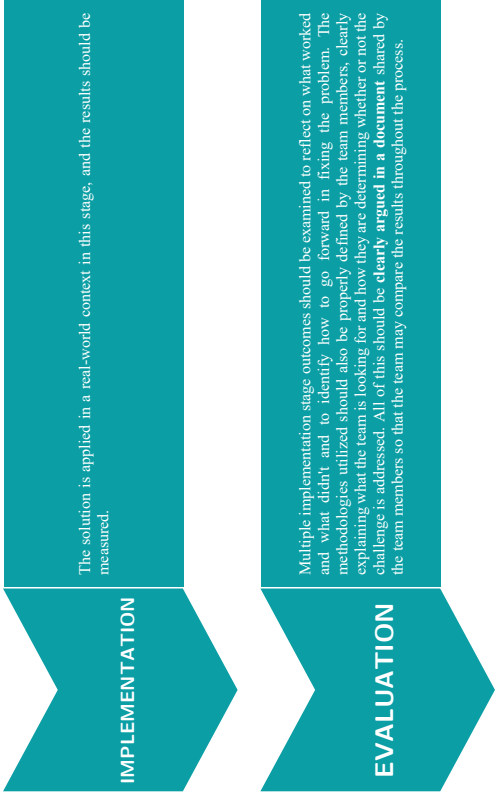 IMPLEMENTATION
The solution is applied in a real-world context in this stage, and the results should be
measured.
EVALUATION
Multiple implementation stage outcomes should be examined to reflect on what worked
and what didn't and to identify how to go forward in fixing the problem. The
methodologies utilized should also be properly defined by the team members, clearly
explaining what the team is looking for and how they are determining whether or not the
challenge is addressed. All of this should be clearly argued in a document shared by
the team members so that the team may compare the results throughout the process.